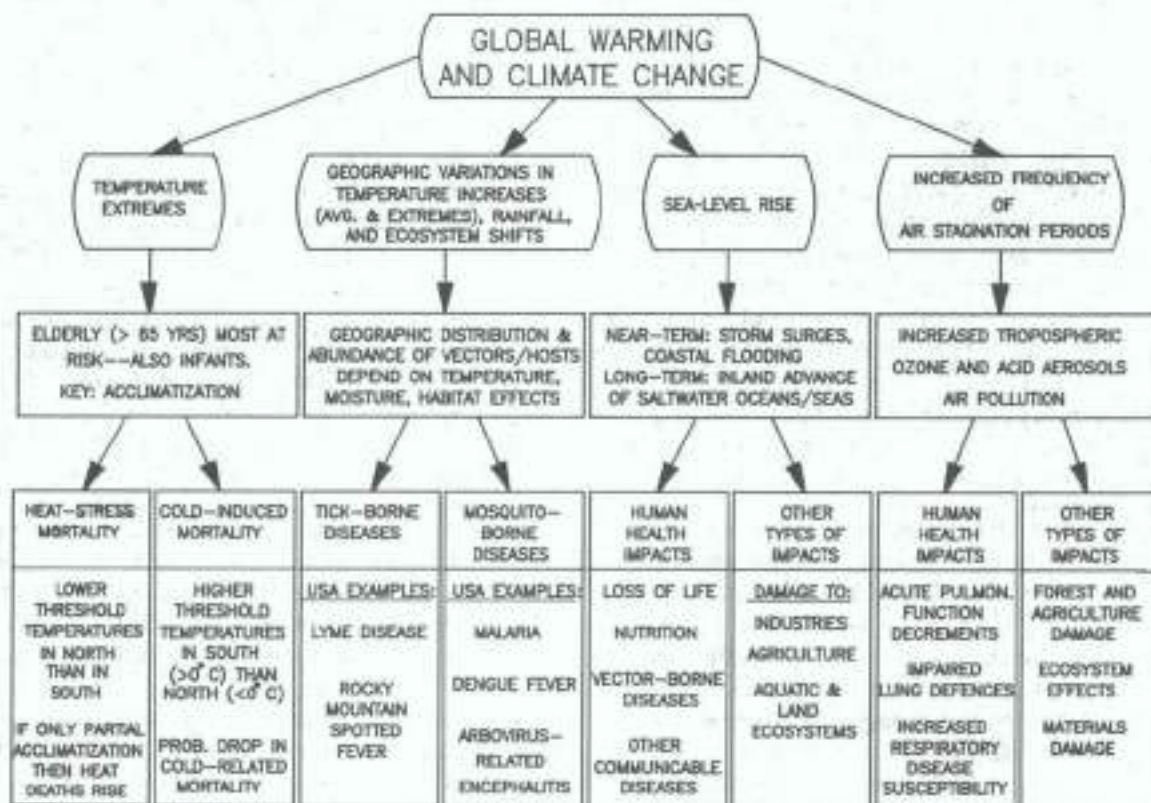 GLOBAL WARMING
AND CLIMATE CHANGE
TEMPERATURE
EXTREMES
GEOGRAPHIC VARIATIONS IN
TEMPERATURE INCREASES
(AVG. & EXTREMES), RAINFALL,
AND ECOSYSTEM SHIFTS
SEA-LEVEL RISE
INCREASED FREQUENCY
OF
AIR STAGNATION PERIODS
ELDERLY (> 65 YRS) MOST AT
RISK--ALSO INFANTS.
KEY: ACCLIMATIZATION
GEOGRAPHIC DISTRIBUTION &
ABUNDANCE OF VECTORS/HOSTS
DEPEND ON TEMPERATURE,
MOISTURE, HABITAT EFFECTS
NEAR-TERM: STORM SURGES,
COASTAL FLOODING
LONG-TERM: INLAND ADVANCE
OF SALTWATER OCEANS/SEAS
INCREASED TROPOSPHERIC
OZONE AND ACID AEROSOLS
AIR POLLUTION
HEAT-STRESS
MORTALITY
LOWER
THRESHOLD
TEMPERATURES
IN NORTH
THAN IN
SOUTH
IF ONLY PARTIAL
ACCLIMATIZATION
THEN HEAT
DEATHS RISE
COLD-INDUCED
MORTALITY
HIGHER
THRESHOLD
TEMPERATURES
IN SOUTH
(>0° C) THAN
NORTH (<0° C)
PROB. DROP IN
COLD-RELATED
MORTALITY
TICK-BORNE
DISEASES
USA EXAMPLES:
LYME DISEASE
ROCKY
MOUNTAIN
SPOTTED
FEVER
MOSQUITO-
BORNE
DISEASES
USA EXAMPLES:
MALARIA
DENGUE FEVER
ARBOVIRUS-
RELATED
ENCEPHALITIS
HUMAN
HEALTH
IMPACTS
LOSS OF LIFE
NUTRITION
VECTOR-BORNE
DISEASES
OTHER
COMMUNICABLE
DISEASES
OTHER
TYPES OF
IMPACTS
DAMAGE TO:
INDUSTRIES
AGRICULTURE
AQUATIC &
LAND
ECOSYSTEMS
HUMAN
HEALTH
IMPACTS
ACUTE PULMON.
FUNCTION
DECREMENTS
IMPAIRED
LUNG DEFENCES
INCREASED
RESPIRATORY
DISEASE
SUSCEPTIBILITY
OTHER
TYPES OF
IMPACTS
FOREST AND
AGRICULTURE
DAMAGE
ECOSYSTEM
EFFECTS
MATERIALS
DAMAGE